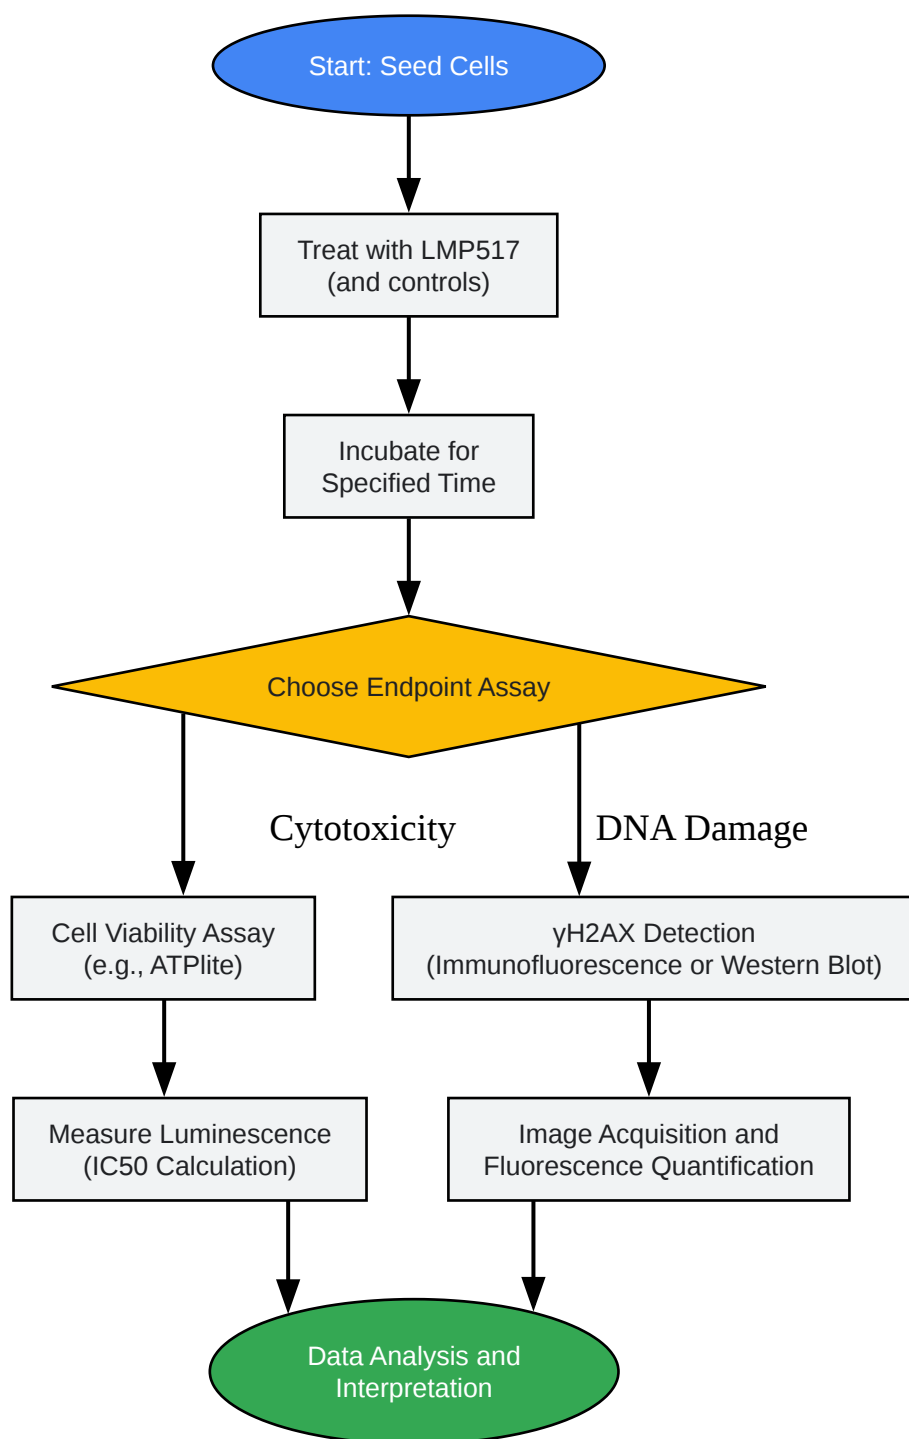 Start: Seed Cells
Treat with LMP517
(and controls)
Incubate for
Specified Time
Choose Endpoint Assay
Cytotoxicity
DNA Damage
Cell Viability Assay
(e.g., ATPlite)
γH2AX Detection
(Immunofluorescence or Western Blot)
Measure Luminescence
(IC50 Calculation)
Image Acquisition and
Fluorescence Quantification
Data Analysis and
Interpretation